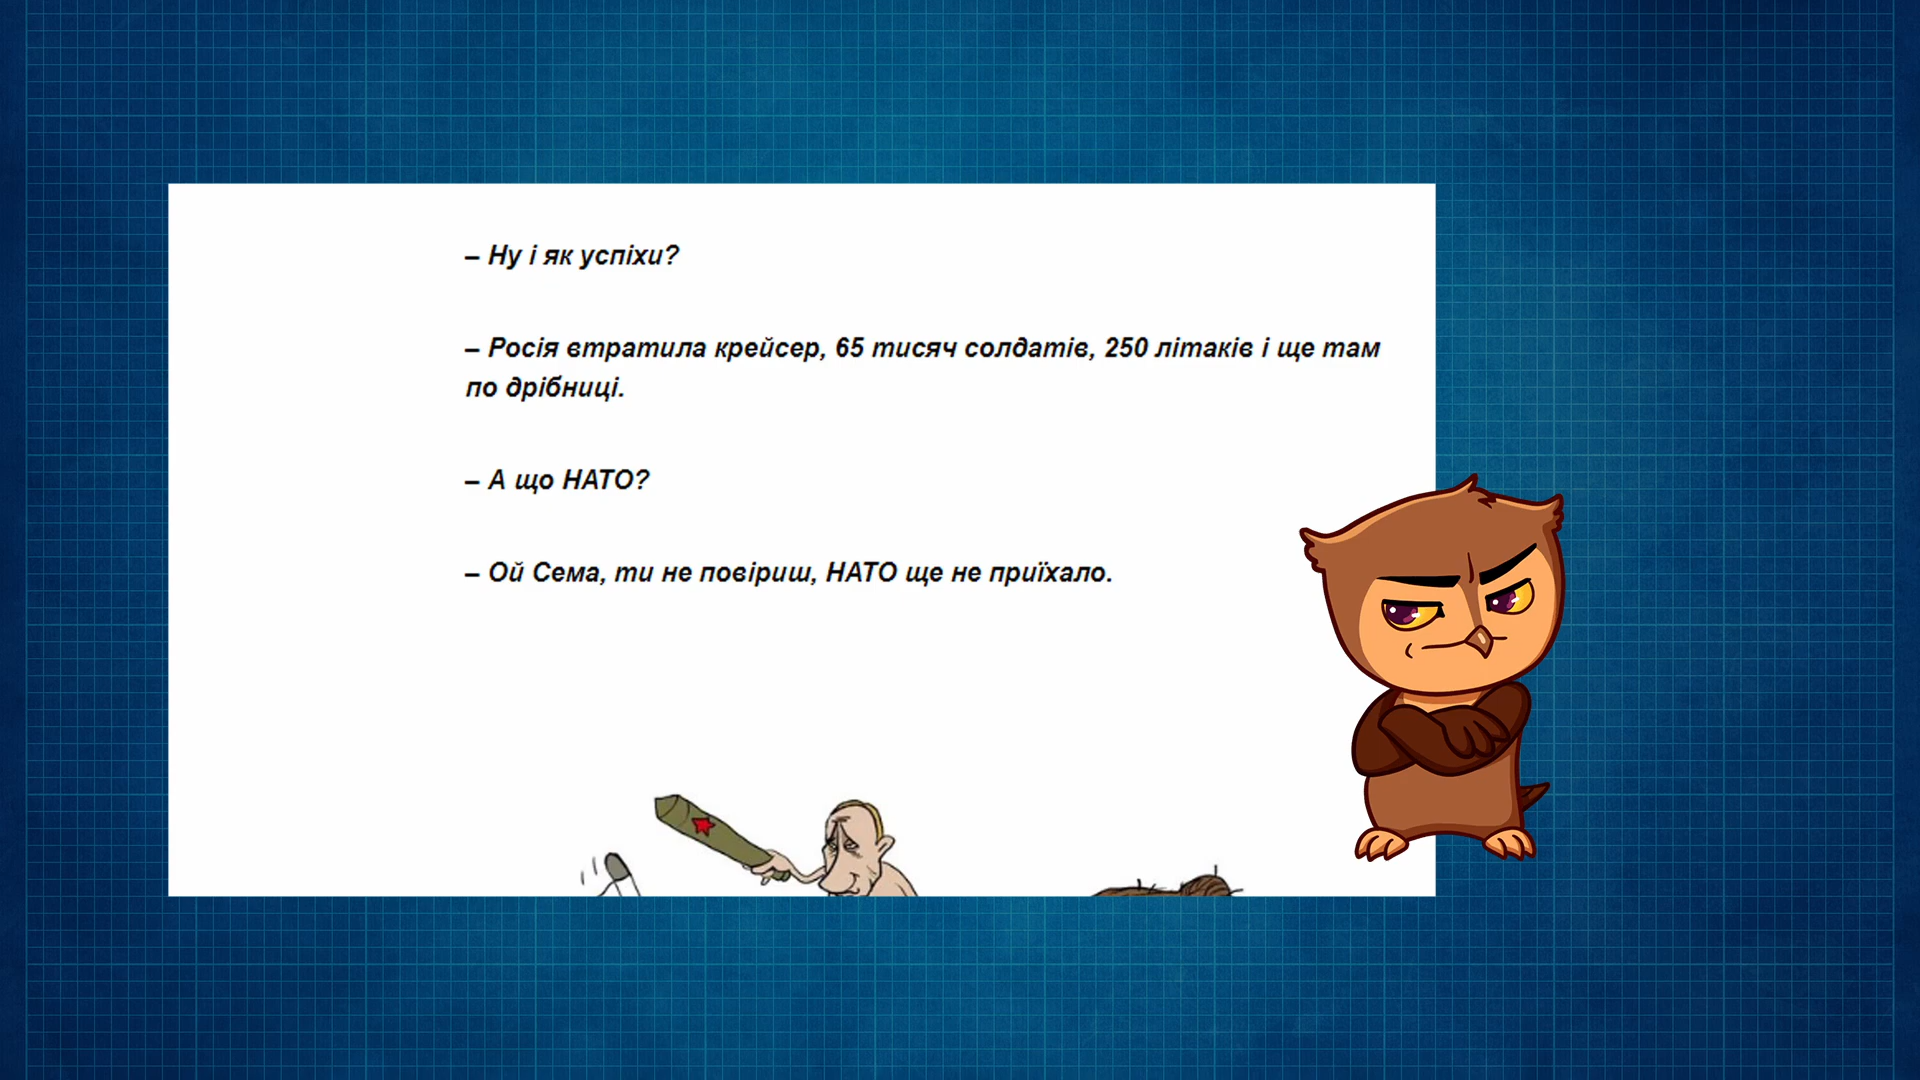 – Ну і як успіхи?
– Росія втратила крейсер, 65 тисяч солдатів, 250 літаків і ще там
по дрібниці.
– А що НАТО?
– Ой Сема, ти не повіриш, НАТО ще не приїхало.